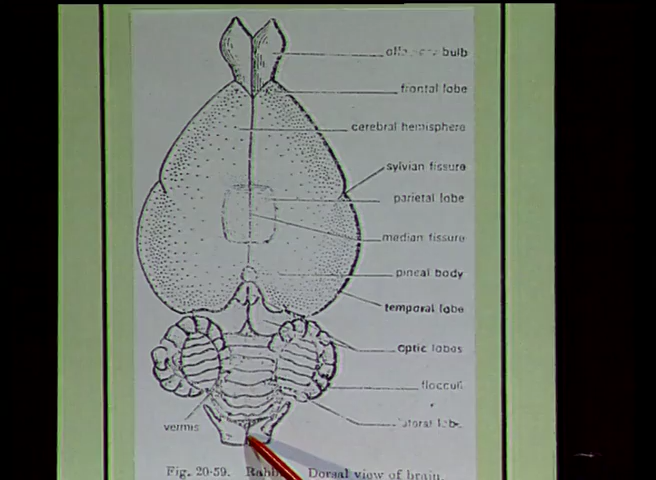 bulb
frontal lobe
cerebral hemisphere
sylvian fissure
parietal lobe
median fissure
pineal body
temporal lobe
optic lobes
flocculi
vermis
Fig. 20-59. Dorsal view of brain.